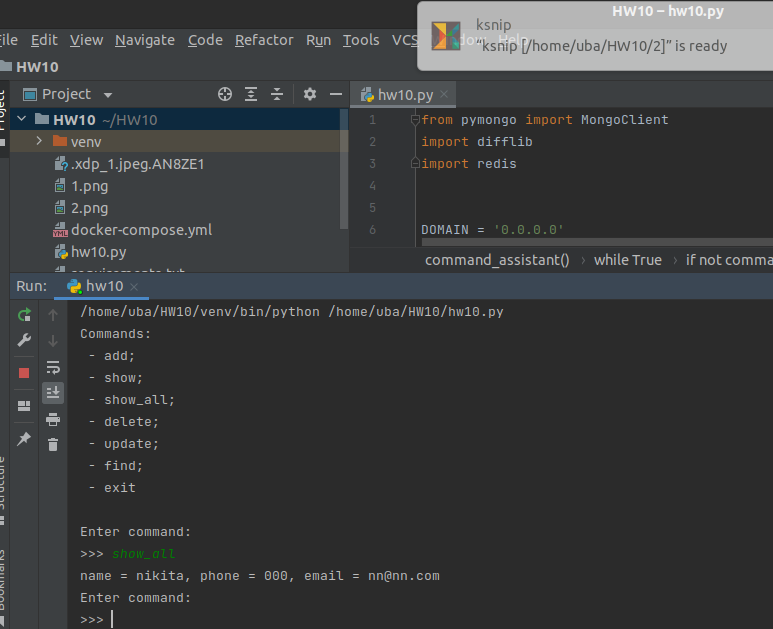 HW10 – hw10.py
ksnip
"ksnip [/home/uba/HW10/2]" is ready
File Edit View Navigate Code Refactor Run Tools VCS Help
HW10
Project
hw10.py
HW10 ~/HW10
venv
.xdp_1.jpeg.AN8ZE1
1.png
2.png
docker-compose.yml
hw10.py
requirements.txt
1 from pymongo import MongoClient
2 import difflib
3 import redis
4
5
6 DOMAIN = '0.0.0.0'
command_assistant() › while True › if not comma
Run: hw10
/home/uba/HW10/venv/bin/python /home/uba/HW10/hw10.py
Commands:
- add;
- show;
- show_all;
- delete;
- update;
- find;
- exit
Enter command:
>>> show_all
name = nikita, phone = 000, email = nn@nn.com
Enter command:
>>>
Structure
Bookmarks